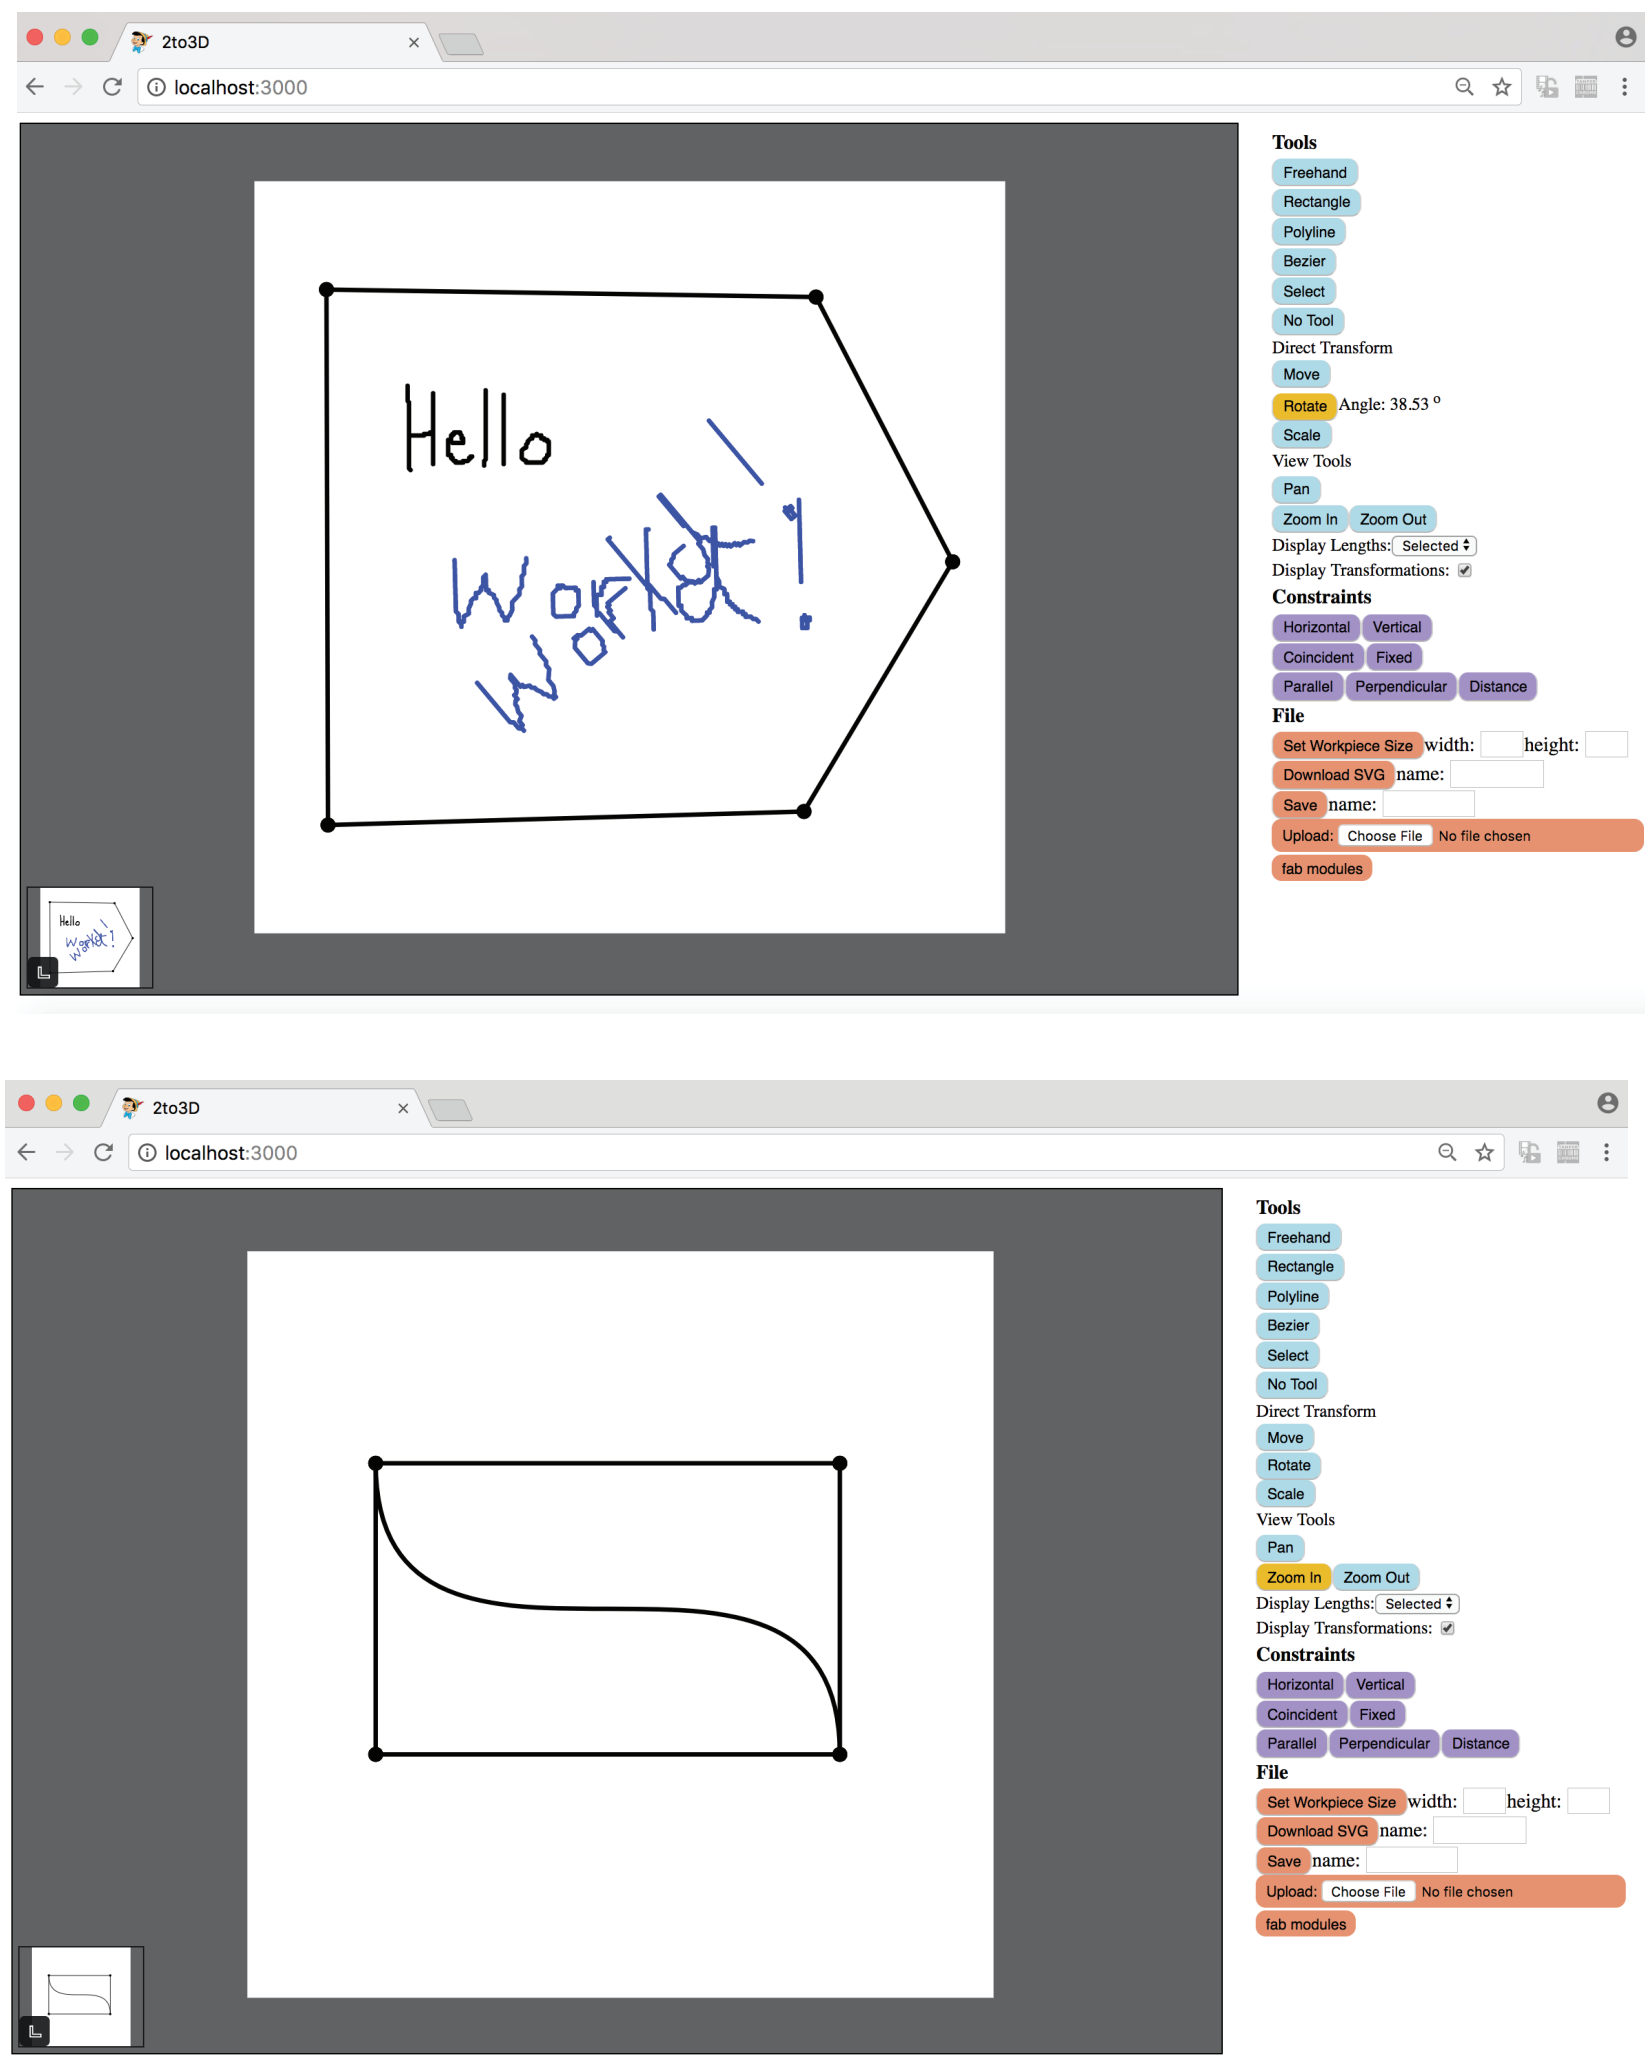 2to3D
localhost:3000
Tools
Freehand
Rectangle
Polyline
Bezier
Select
No Tool
Direct Transform
Move
Rotate Angle: 38.53 o
Scale
View Tools
Pan
Zoom In Zoom Out
Display Lengths: Selected
Display Transformations:
Constraints
Horizontal Vertical
Coincident Fixed
Parallel Perpendicular Distance
File
Set Workpiece Size width: height:
Download SVG name:
Save name:
Upload: Choose File No file chosen
fab modules
Hello
World!
World!
Hello
World!
World!
2to3D
localhost:3000
Tools
Freehand
Rectangle
Polyline
Bezier
Select
No Tool
Direct Transform
Move
Rotate
Scale
View Tools
Pan
Zoom In Zoom Out
Display Lengths: Selected
Display Transformations:
Constraints
Horizontal Vertical
Coincident Fixed
Parallel Perpendicular Distance
File
Set Workpiece Size width: height:
Download SVG name:
Save name:
Upload: Choose File No file chosen
fab modules